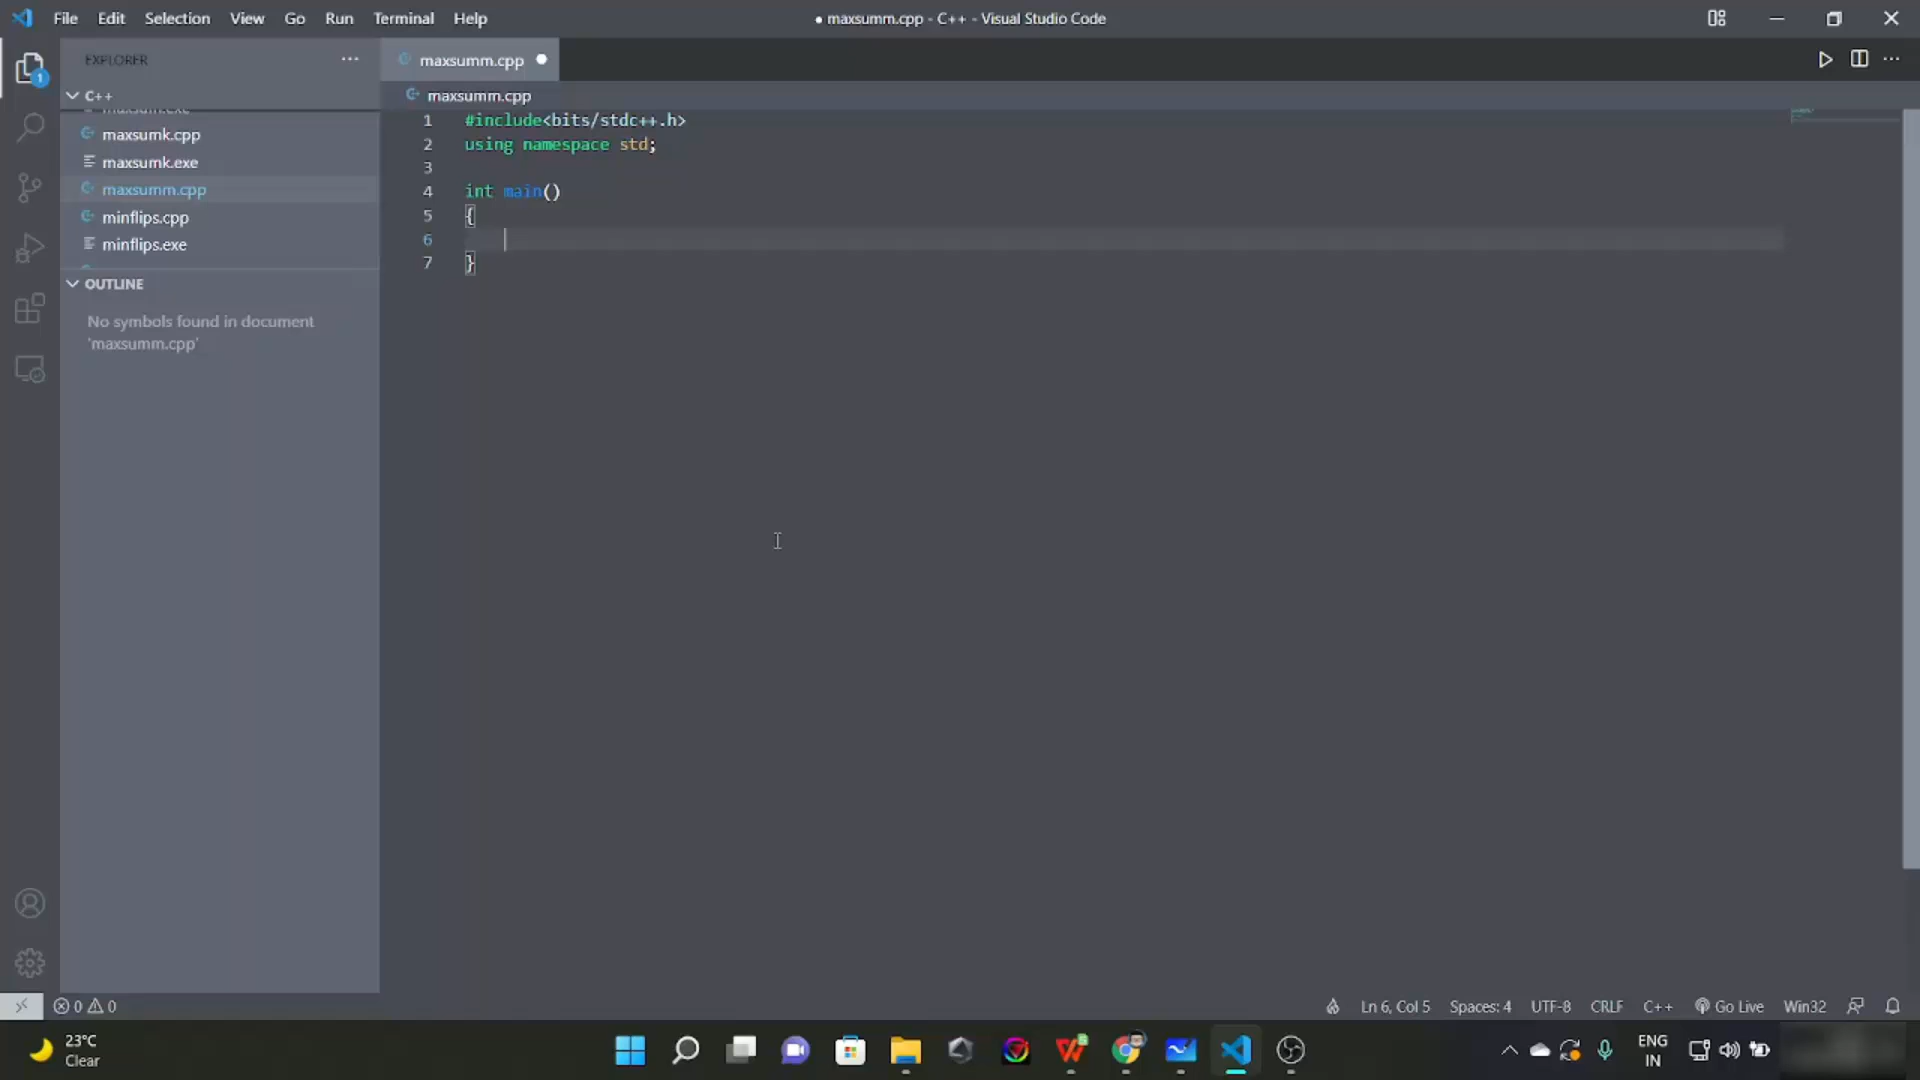 File Edit Selection View Go Run Terminal Help
● maxsumm.cpp - C++ - Visual Studio Code
EXPLORER
1
maxsumm.cpp
C++
maxsumm.cpp
maxsumk.cpp
maxsumk.exe
maxsumm.cpp
minflips.cpp
minflips.exe
OUTLINE
No symbols found in document
'maxsumm.cpp'
1 #include<bits/stdc++.h>
2 using namespace std;
3
4 int main()
5 {
6
7 }
0 0
Ln 6, Col 5 Spaces: 4 UTF-8 CRLF C++ Go Live Win32
23°C
Clear
ENG
IN